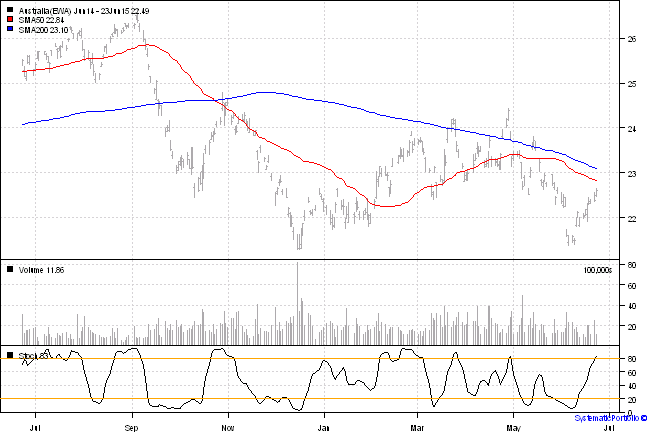 Australia(EWA) Jun14 - 23Jun15 22.49
SMA50 22.84
SMA200 23.10
26
25
24
23
22
Volume 11.86
100,000s
80
60
40
20
Stoch 83
80
60
40
20
0
Jul
Sep
Nov
Jan
Mar
May
Jul
SystematicPortfolio ©